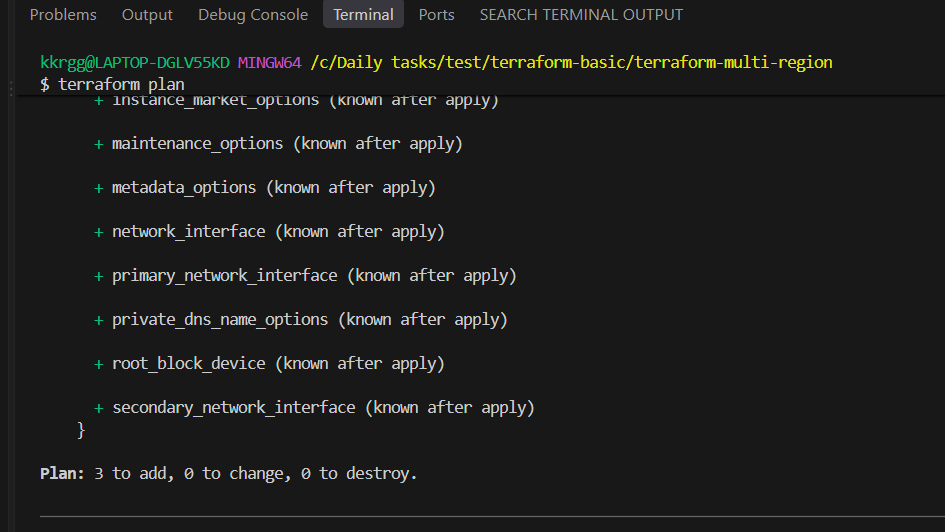 Problems Output Debug Console Terminal Ports SEARCH TERMINAL OUTPUT
kkrgg@LAPTOP-DGLV55KD MINGW64 /c/Daily tasks/test/terraform-basic/terraform-multi-region
$ terraform plan
+ instance_market_options (known after apply)
+ maintenance_options (known after apply)
+ metadata_options (known after apply)
+ network_interface (known after apply)
+ primary_network_interface (known after apply)
+ private_dns_name_options (known after apply)
+ root_block_device (known after apply)
+ secondary_network_interface (known after apply)
}
Plan: 3 to add, 0 to change, 0 to destroy.